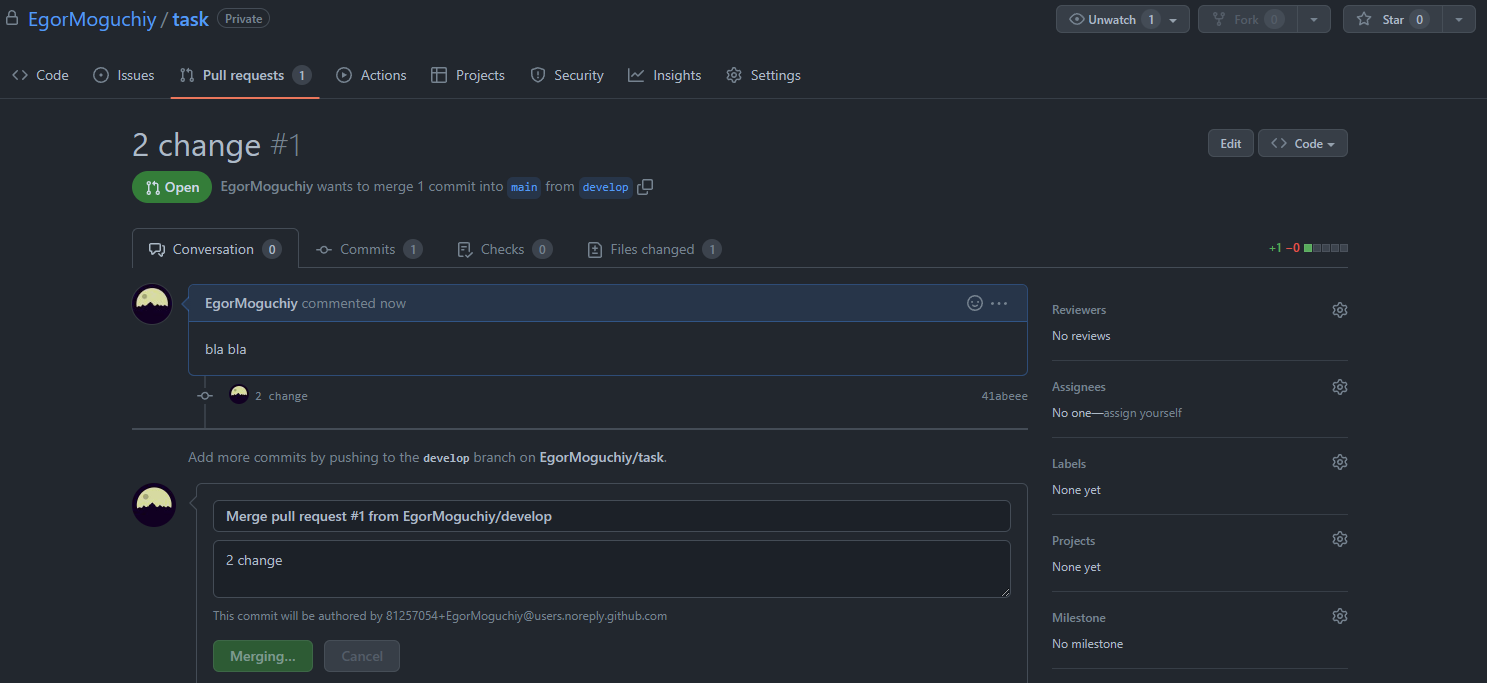 EgorMoguchiy / task Private Unwatch 1 Fork 0 Star 0
Code Issues Pull requests 1 Actions Projects Security Insights Settings
2 change #1 Edit Code
Open EgorMoguchiy wants to merge 1 commit into main from develop
Conversation 0 Commits 1 Checks 0 Files changed 1 +1 −0
EgorMoguchiy commented now
bla bla
2 change 41abeee
Add more commits by pushing to the develop branch on EgorMoguchiy/task.
Merge pull request #1 from EgorMoguchiy/develop
2 change
This commit will be authored by 81257054+EgorMoguchiy@users.noreply.github.com
Merging... Cancel
Reviewers
No reviews
Assignees
No one—assign yourself
Labels
None yet
Projects
None yet
Milestone
No milestone